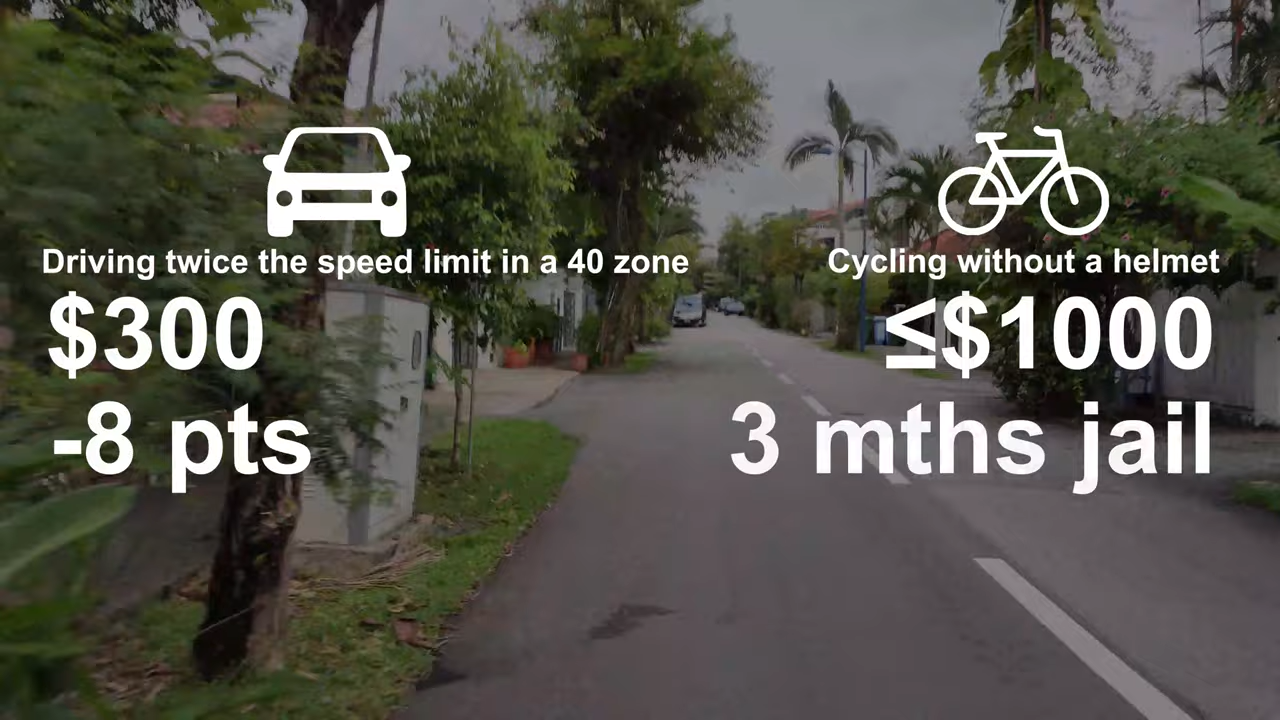 Driving twice the speed limit in a 40 zone
$300
-8 pts
Cycling without a helmet
≤$1000
3 mths jail